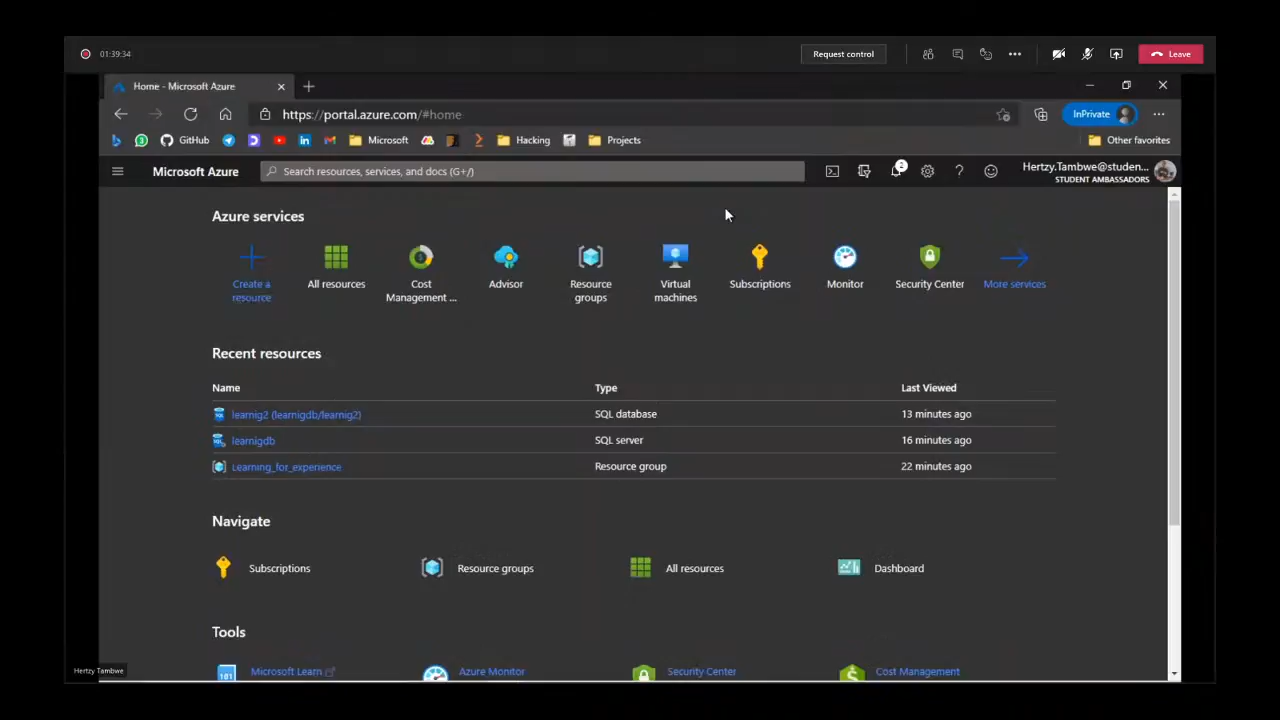 01:39:34
Request control
Leave
Home - Microsoft Azure
https://portal.azure.com/#home
InPrivate
GitHub
Microsoft
Hacking
Projects
Other favorites
Microsoft Azure
Search resources, services, and docs (G+/)
2
Hertzy.Tambwe@studen...
STUDENT AMBASSADORS
Azure services
Create a resource
All resources
Cost Management ...
Advisor
Resource groups
Virtual machines
Subscriptions
Monitor
Security Center
More services
Recent resources
Name Type Last Viewed
learnig2 (learnigdb/learnig2) SQL database 13 minutes ago
learnigdb SQL server 16 minutes ago
Learning_for_experience Resource group 22 minutes ago
Navigate
Subscriptions Resource groups All resources Dashboard
Tools
Microsoft Learn Azure Monitor Security Center Cost Management
Hertzy Tambwe